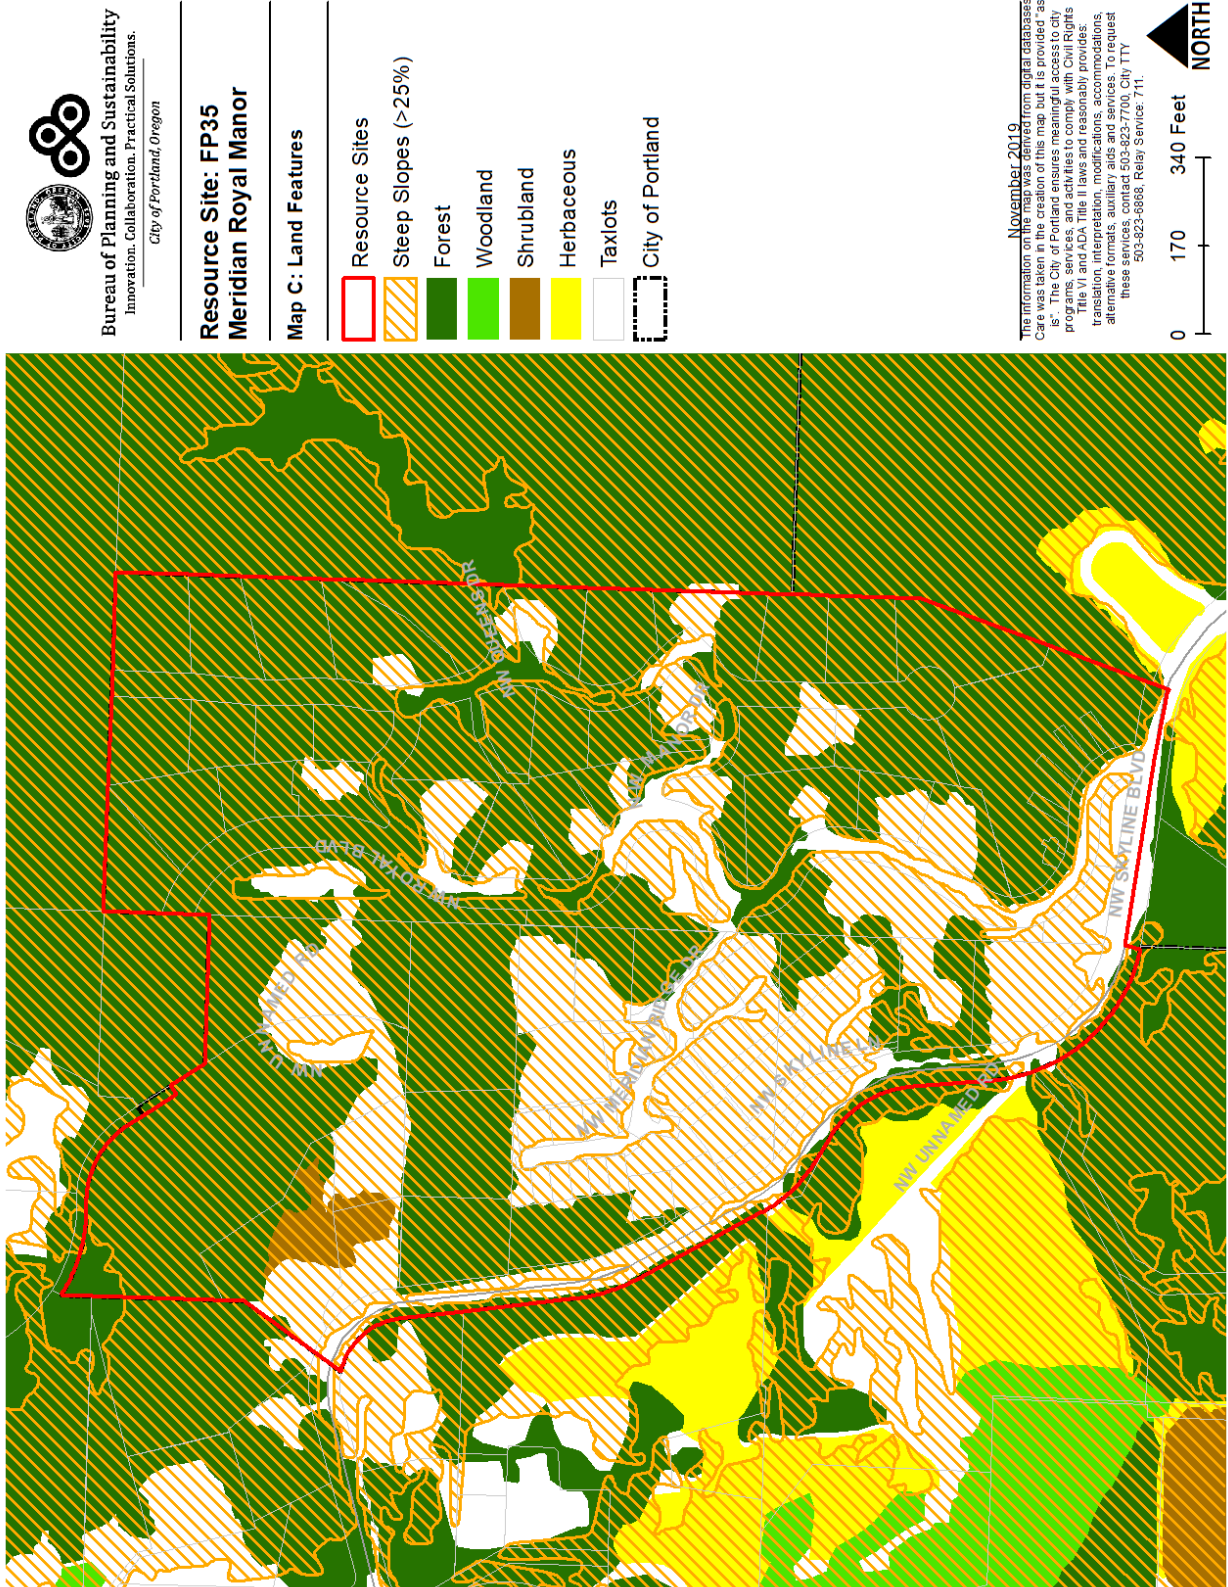 Bureau of Planning and Sustainability
Innovation. Collaboration. Practical Solutions.
City of Portland, Oregon
Resource Site: FP35
Meridian Royal Manor
Map C: Land Features
Resource Sites
Steep Slopes (>25%)
Forest
Woodland
Shrubland
Herbaceous
Taxlots
City of Portland
November 2019
The information on the map was derived from digital databases
Care was taken in the creation of this map but it is provided "as
is". The City of Portland ensures meaningful access to city
programs, services, and activities to comply with Civil Rights
Title VI and ADA Title II laws and reasonably provides:
translation, interpretation, modifications, accommodations,
alternative formats, auxiliary aids and services. To request
these services, contact 503-823-7700, City TTY
503-823-6868, Relay Service: 711.
0 170 340 Feet
NORTH
NW QUEENS DR
NW MANOR DR
NW ROYAL BLVD
NW ROYAL BLVD
NW SKYLINE BLVD
NW UNNAMED RD
NW MERIDIAN RIDGE DR
NW SKYLINE LN
NW UNNAMED RD